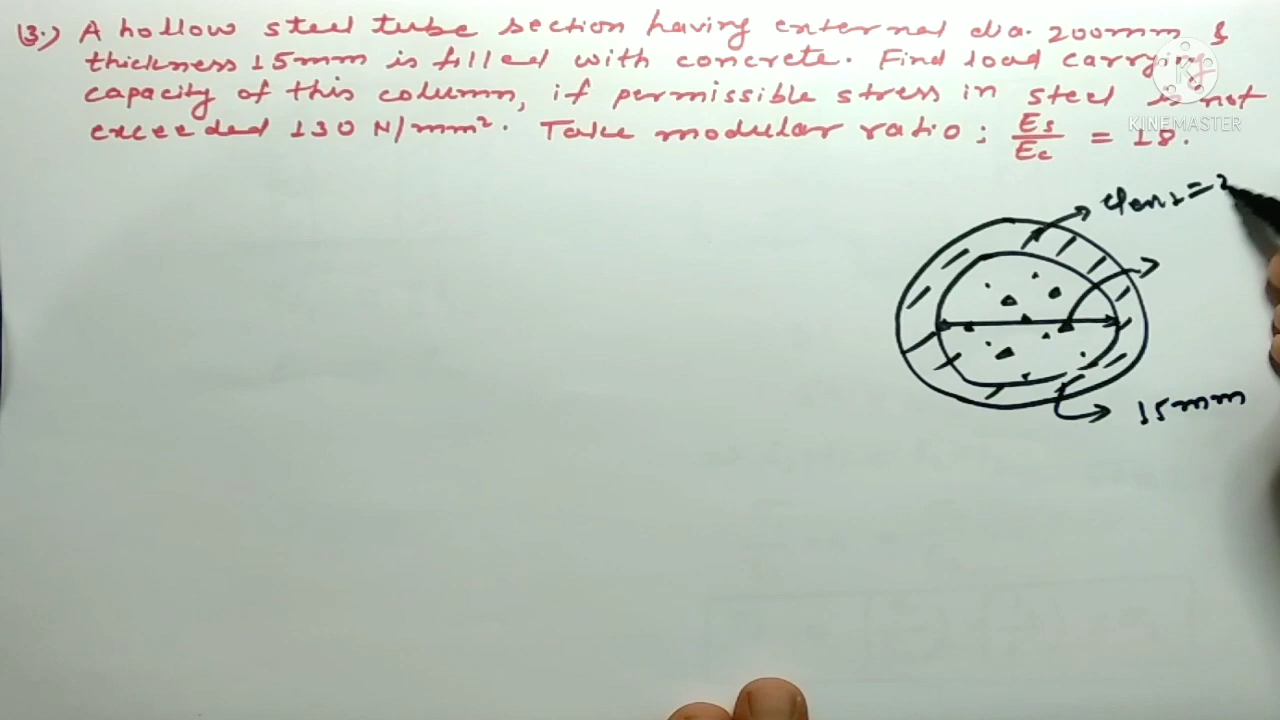 (3.) A hollow steel tube section having external dia. 200mm &
thickness 15mm is filled with concrete. Find load carrying
capacity of this column, if permissible stress in steel is not
exceeded 130 N/mm². Take modular ratio ; Es/Ec = 18.
KINEMASTER
15mm